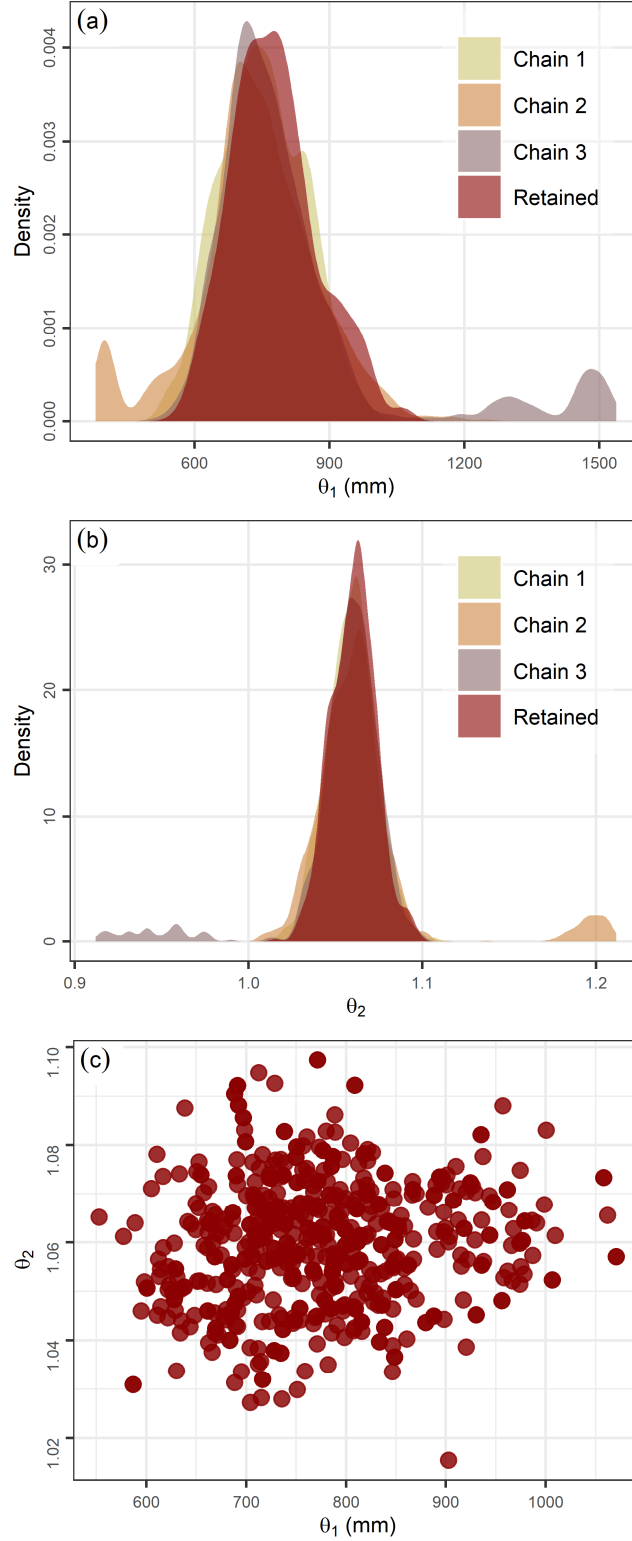 (a)
Chain 1
Chain 2
Chain 3
Retained
Density
0.004
0.003
0.002
0.001
0.000
600 900 1200 1500
θ1 (mm)
(b)
Chain 1
Chain 2
Chain 3
Retained
Density
30
20
10
0
0.9 1.0 1.1 1.2
θ2
(c)
θ2
1.10
1.08
1.06
1.04
1.02
600 700 800 900 1000
θ1 (mm)